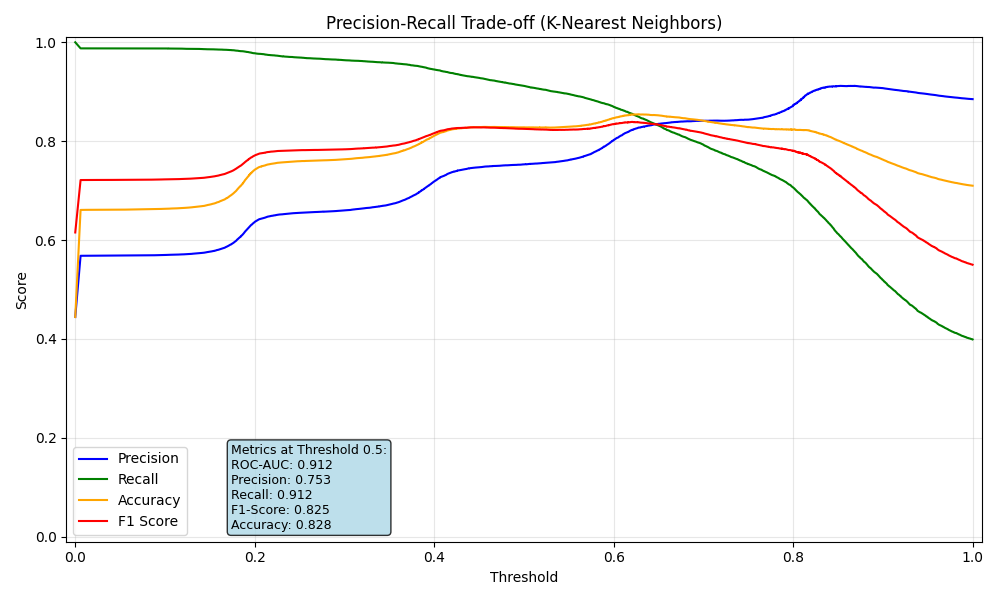 Precision-Recall Trade-off (K-Nearest Neighbors)
1.0
0.8
0.6
0.4
0.2
0.0
Score
Precision
Recall
Accuracy
F1 Score
Metrics at Threshold 0.5:
ROC-AUC: 0.912
Precision: 0.753
Recall: 0.912
F1-Score: 0.825
Accuracy: 0.828
0.0 0.2 0.4 0.6 0.8 1.0
Threshold